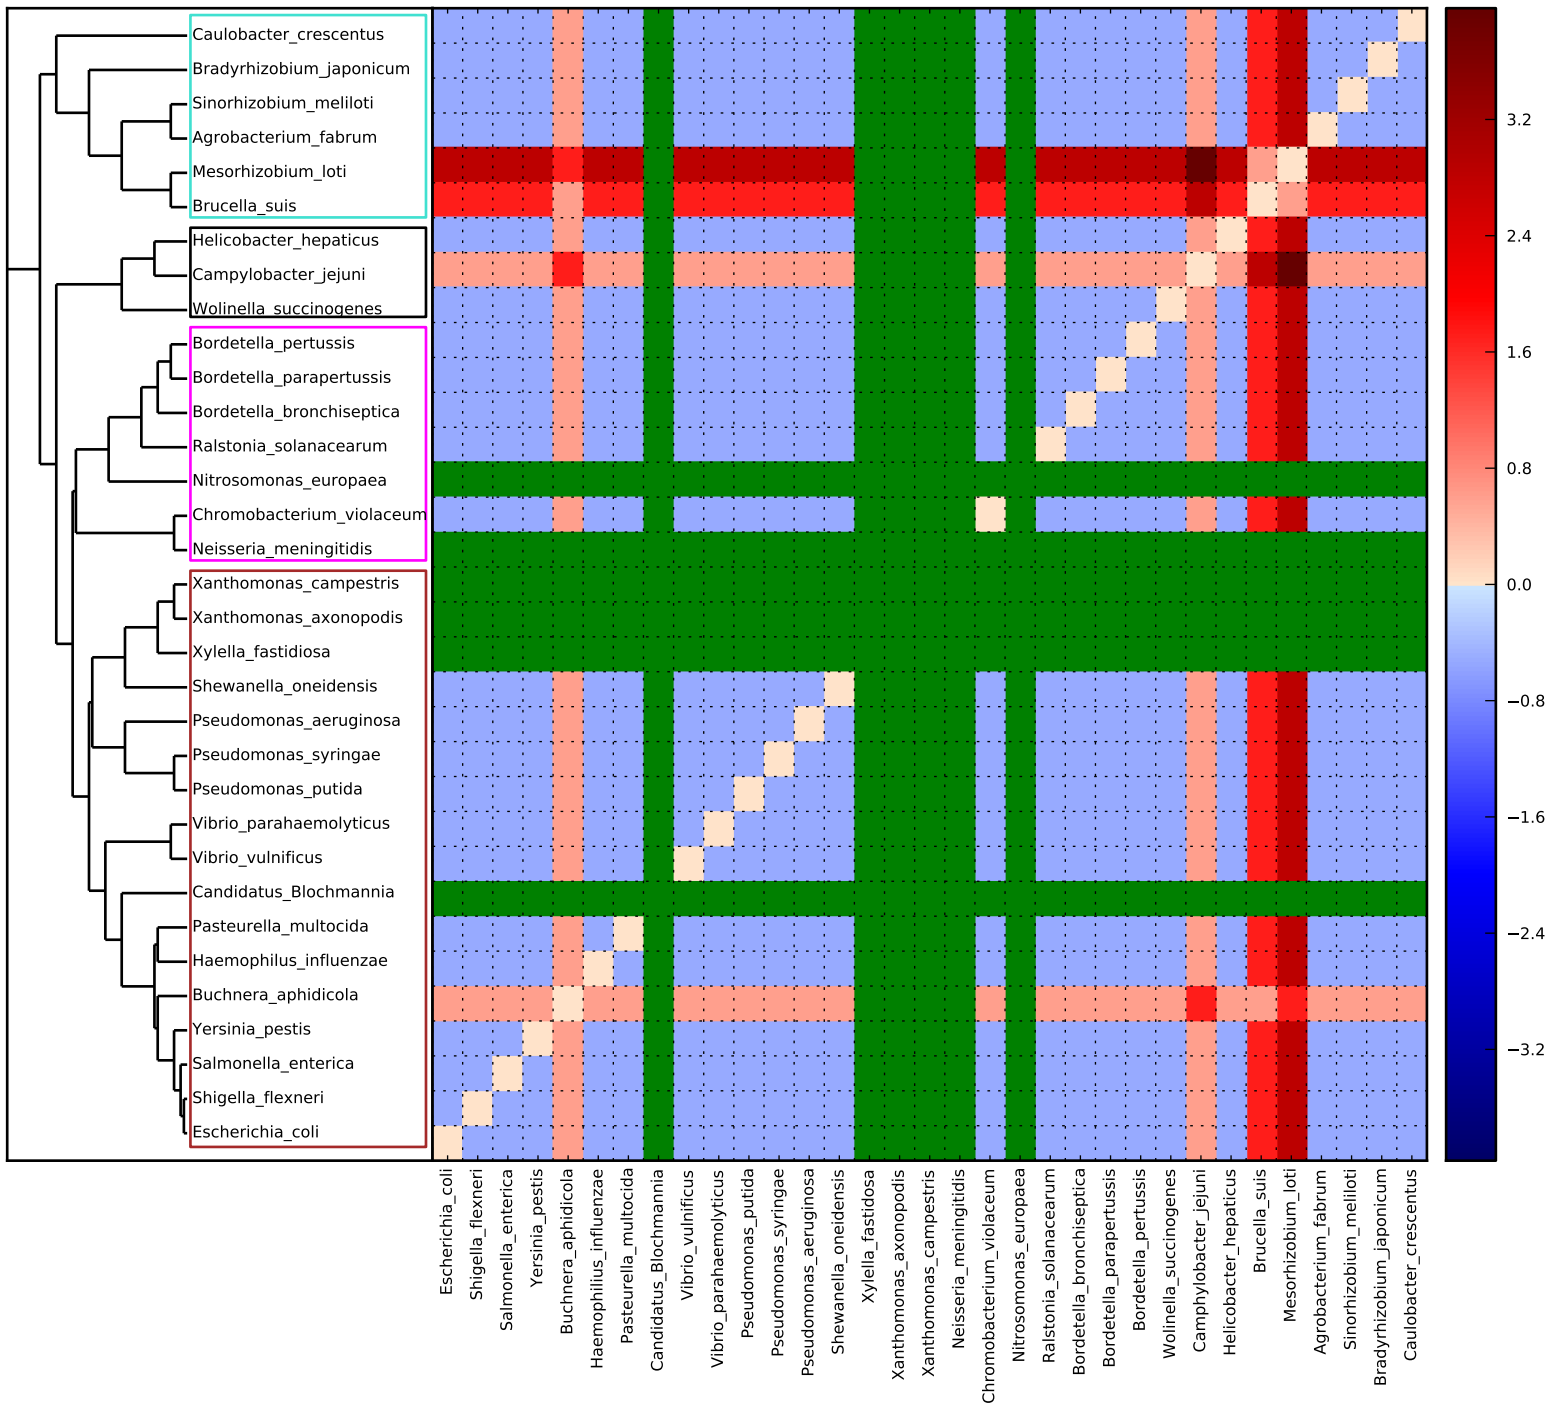 Caulobacter_crescentus
Bradyrhizobium_japonicum
Sinorhizobium_meliloti
Agrobacterium_fabrum
Mesorhizobium_loti
Brucella_suis
Helicobacter_hepaticus
Campylobacter_jejuni
Wolinella_succinogenes
Bordetella_pertussis
Bordetella_parapertussis
Bordetella_bronchiseptica
Ralstonia_solanacearum
Nitrosomonas_europaea
Chromobacterium_violaceum
Neisseria_meningitidis
Xanthomonas_campestris
Xanthomonas_axonopodis
Xylella_fastidiosa
Shewanella_oneidensis
Pseudomonas_aeruginosa
Pseudomonas_syringae
Pseudomonas_putida
Vibrio_parahaemolyticus
Vibrio_vulnificus
Candidatus_Blochmannia
Pasteurella_multocida
Haemophilus_influenzae
Buchnera_aphidicola
Yersinia_pestis
Salmonella_enterica
Shigella_flexneri
Escherichia_coli
3.2
2.4
1.6
0.8
0.0
−0.8
−1.6
−2.4
−3.2
Escherichia_coli
Shigella_flexneri
Salmonella_enterica
Yersinia_pestis
Buchnera_aphidicola
Haemophilius_influenzae
Pasteurella_multocida
Candidatus_Blochmannia
Vibrio_vulnificus
Vibrio_parahaemolyticus
Pseudomonas_putida
Pseudomonas_syringae
Pseudomonas_aeruginosa
Shewanella_oneidensis
Xylella_fastidosa
Xanthomonas_axonopodis
Xanthomonas_campestris
Neisseria_meningitidis
Chromobacterium_violaceum
Nitrosomonas_europaea
Ralstonia_solanacearum
Bordetella_bronchiseptica
Bordetella_parapertussis
Bordetella_pertussis
Wolinella_succinogenes
Camphylobacter_jejuni
Helicobacter_hepaticus
Brucella_suis
Mesorhizobium_loti
Agrobacterium_fabrum
Sinorhizobium_meliloti
Bradyrhizobium_japonicum
Caulobacter_crescentus